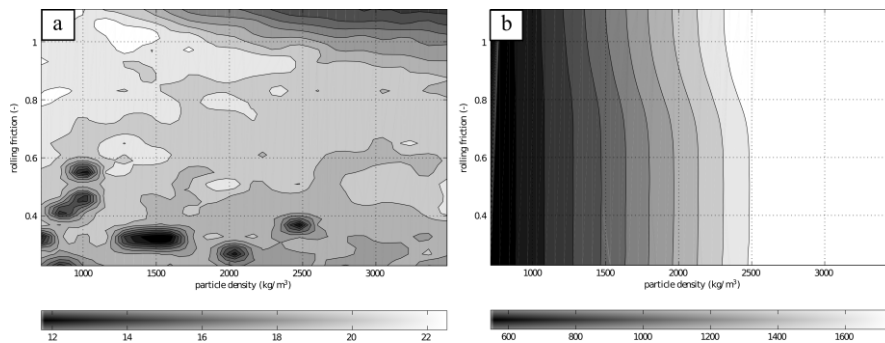 a
1
0.8
0.6
0.4
rolling friction (-)
1000 1500 2000 2500 3000
particle density (kg/m³)
12 14 16 18 20 22
b
1
0.8
0.6
0.4
rolling friction (-)
1000 1500 2000 2500 3000
particle density (kg/m³)
600 800 1000 1200 1400 1600